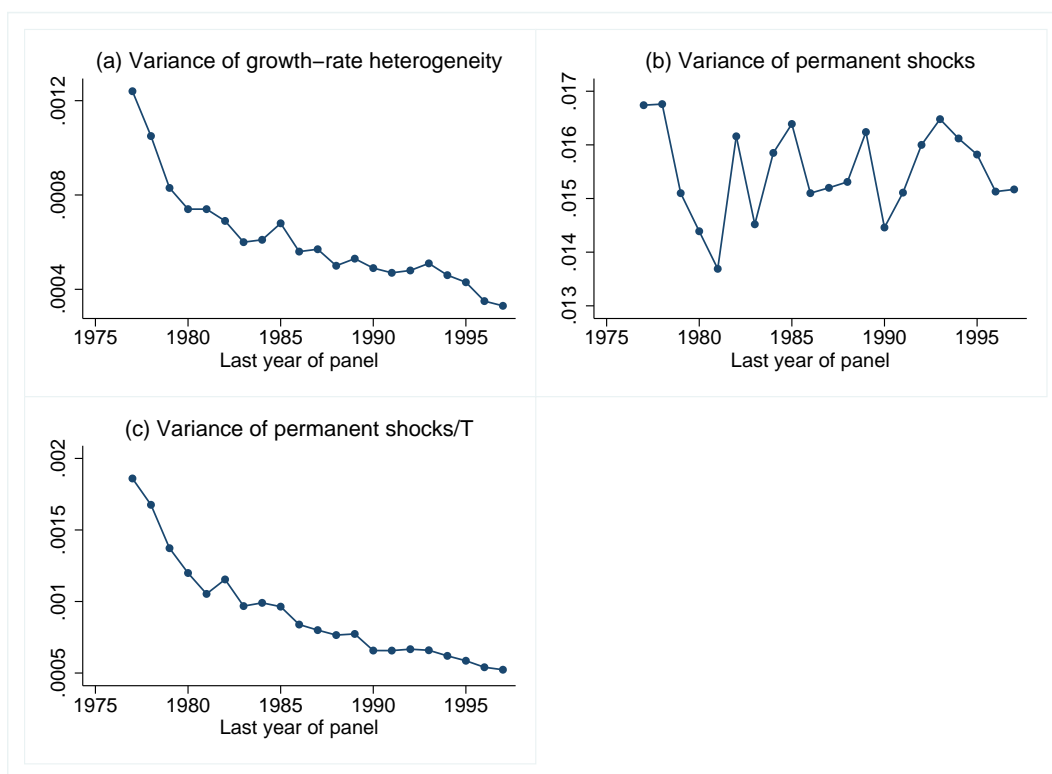 (a) Variance of growth−rate heterogeneity
.0012
.0008
.0004
1975 1980 1985 1990 1995
Last year of panel
(b) Variance of permanent shocks
.017
.016
.015
.014
.013
1975 1980 1985 1990 1995
Last year of panel
(c) Variance of permanent shocks/T
.002
.0015
.001
.0005
1975 1980 1985 1990 1995
Last year of panel